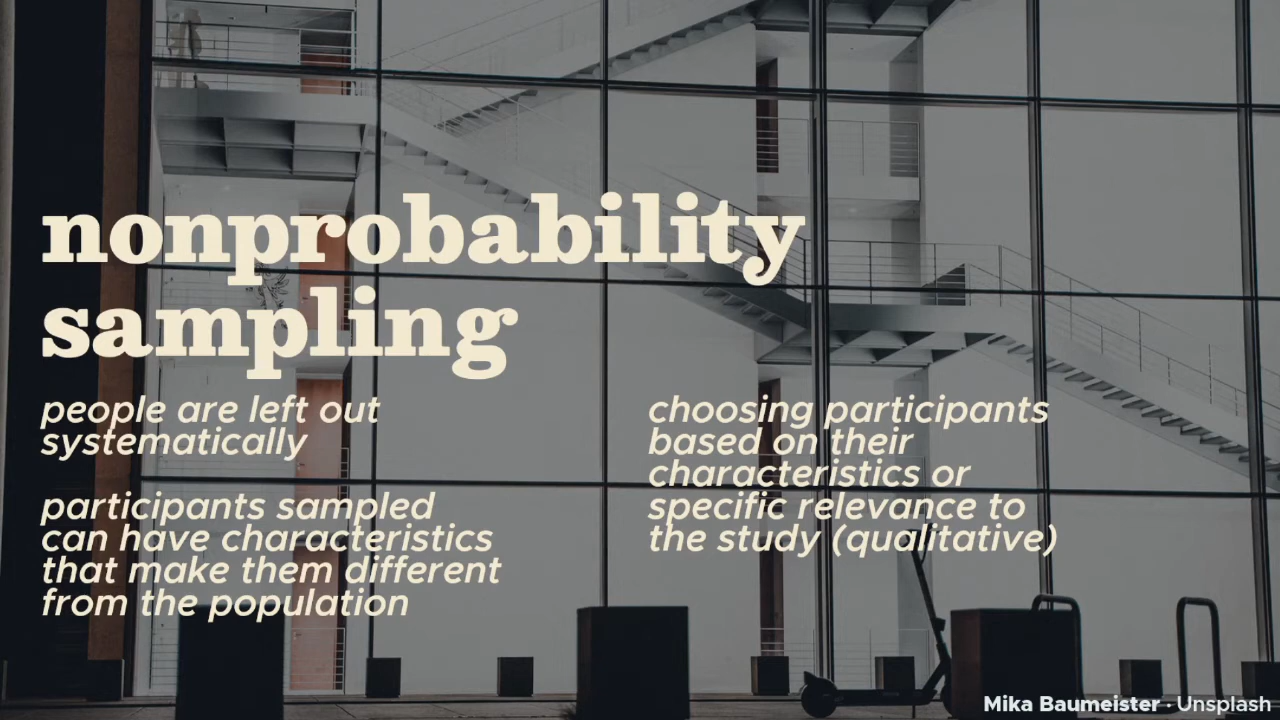 nonprobability
sampling
people are left out
systematically
participants sampled
can have characteristics
that make them different
from the population
choosing participants
based on their
characteristics or
specific relevance to
the study (qualitative)
Mika Baumeister · Unsplash